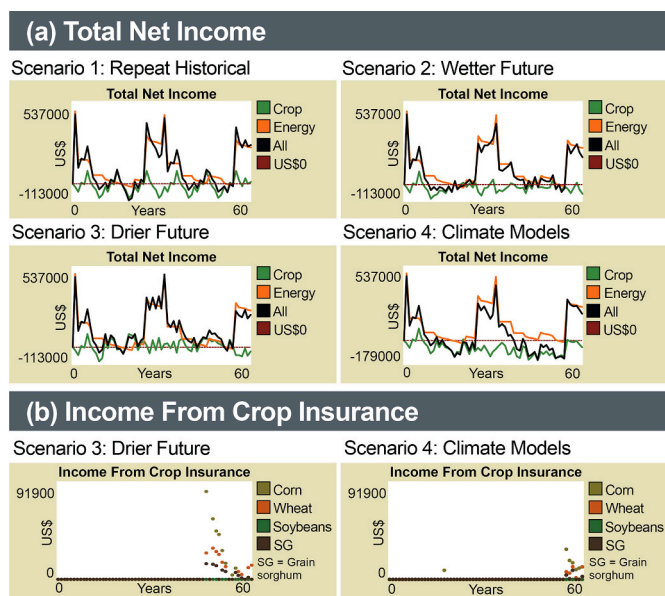 (a) Total Net Income
Scenario 1: Repeat Historical
Total Net Income
537000
US$
-113000
0
Years
60
Crop
Energy
All
US$0
Scenario 2: Wetter Future
Total Net Income
537000
US$
-113000
0
Years
60
Crop
Energy
All
US$0
Scenario 3: Drier Future
Total Net Income
537000
US$
-113000
0
Years
60
Crop
Energy
All
US$0
Scenario 4: Climate Models
Total Net Income
537000
US$
-179000
0
Years
60
Crop
Energy
All
US$0
(b) Income From Crop Insurance
Scenario 3: Drier Future
Income From Crop Insurance
91900
US$
0
0
Years
60
Corn
Wheat
Soybeans
SG
SG = Grain
sorghum
Scenario 4: Climate Models
Income From Crop Insurance
91900
US$
0
0
Years
60
Corn
Wheat
Soybeans
SG
SG = Grain
sorghum